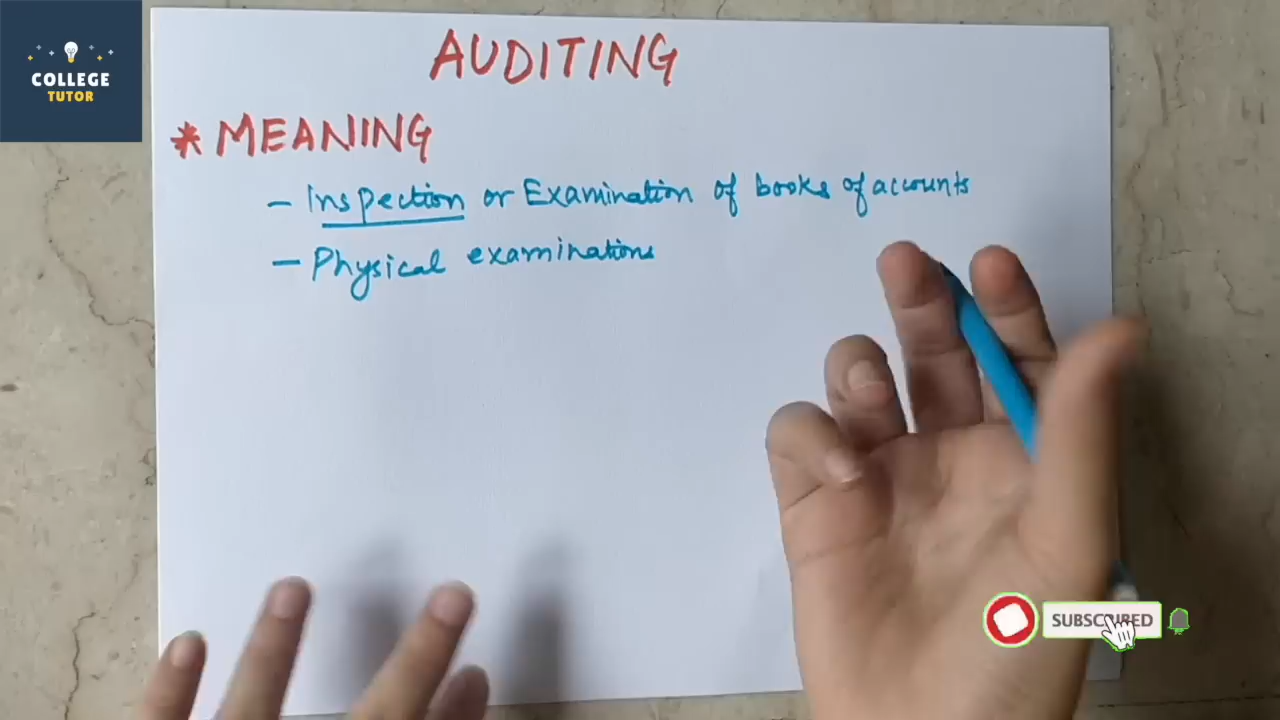 COLLEGE
TUTOR
AUDITING
* MEANING
- Inspection or Examination of books of accounts
- Physical examinations
SUBSCRIBED